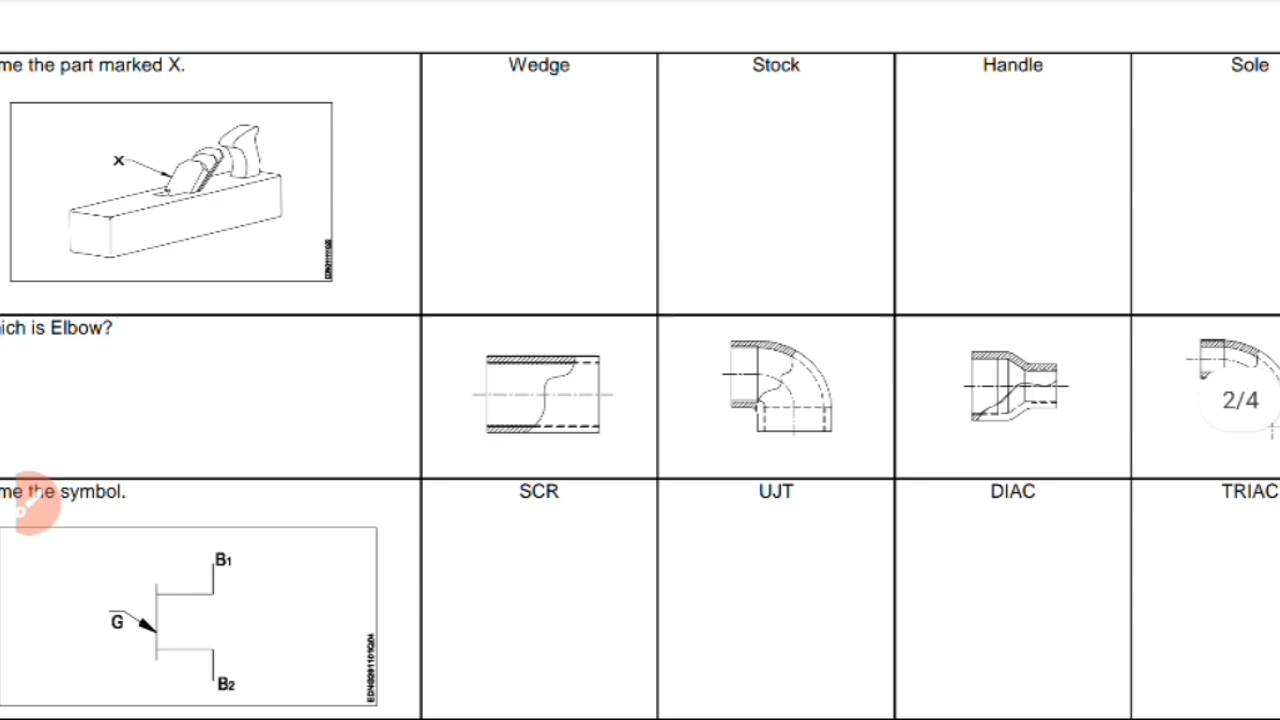 me the part marked X.
Wedge
Stock
Handle
Sole
X
ich is Elbow?
2/4
me the symbol.
SCR
UJT
DIAC
TRIAC
B1
G
B2